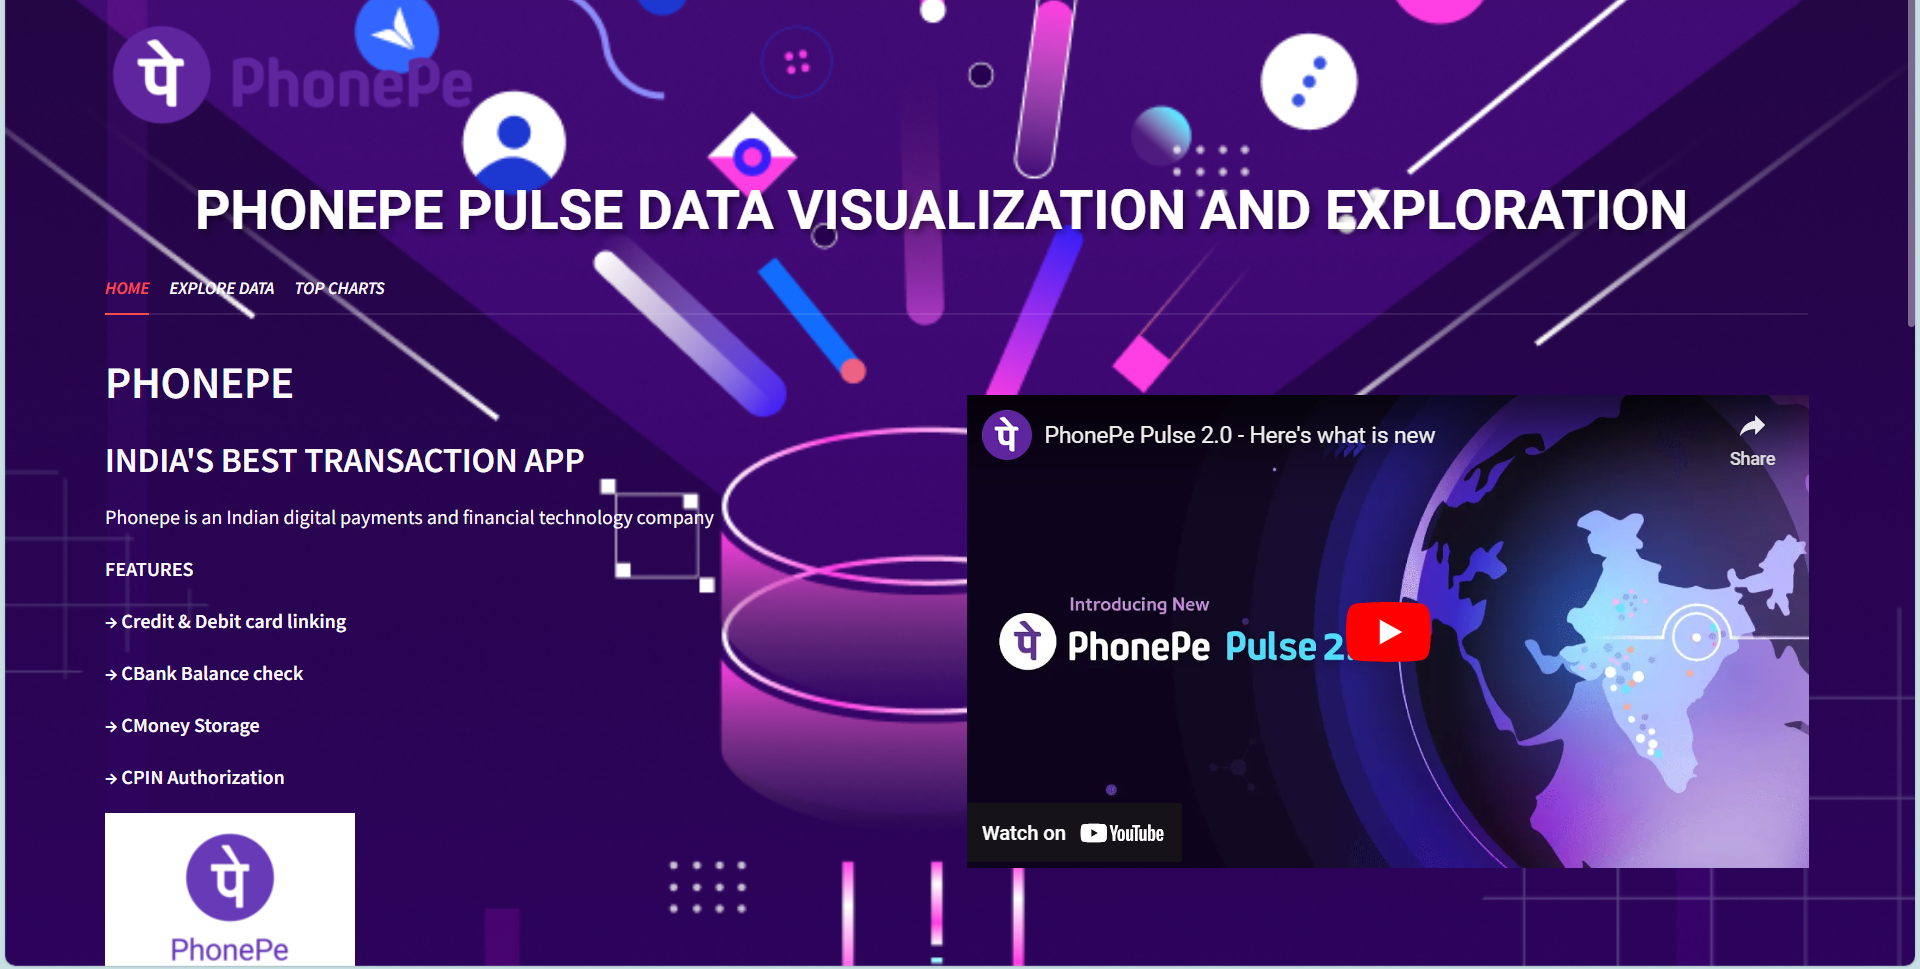 पे PhonePe
PHONEPE PULSE DATA VISUALIZATION AND EXPLORATION
HOME EXPLORE DATA TOP CHARTS
PHONEPE
INDIA'S BEST TRANSACTION APP
Phonepe is an Indian digital payments and financial technology company
FEATURES
→ Credit & Debit card linking
→ CBank Balance check
→ CMoney Storage
→ CPIN Authorization
पे
PhonePe
पे PhonePe Pulse 2.0 - Here's what is new
Share
Introducing New
पे PhonePe Pulse 2.
Watch on YouTube